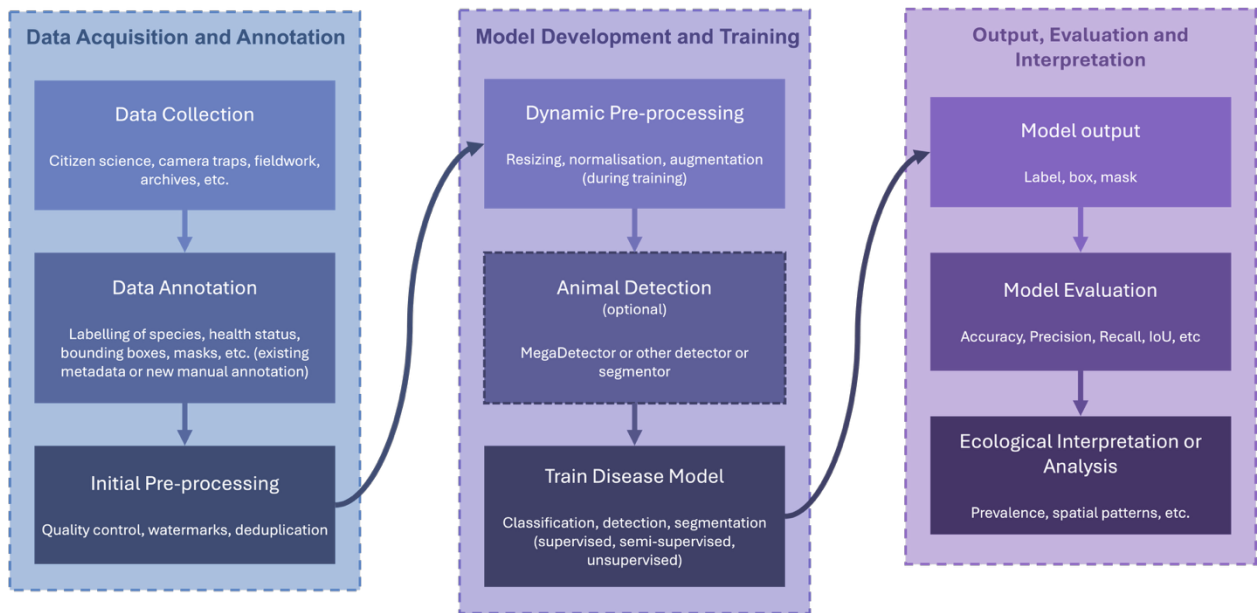 Data Acquisition and Annotation
Data Collection
Citizen science, camera traps, fieldwork,
archives, etc.
Data Annotation
Labelling of species, health status,
bounding boxes, masks, etc. (existing
metadata or new manual annotation)
Initial Pre-processing
Quality control, watermarks, deduplication
Model Development and Training
Dynamic Pre-processing
Resizing, normalisation, augmentation
(during training)
Animal Detection
(optional)
MegaDetector or other detector or
segmentor
Train Disease Model
Classification, detection, segmentation
(supervised, semi-supervised,
unsupervised)
Output, Evaluation and
Interpretation
Model output
Label, box, mask
Model Evaluation
Accuracy, Precision, Recall, IoU, etc
Ecological Interpretation or
Analysis
Prevalence, spatial patterns, etc.